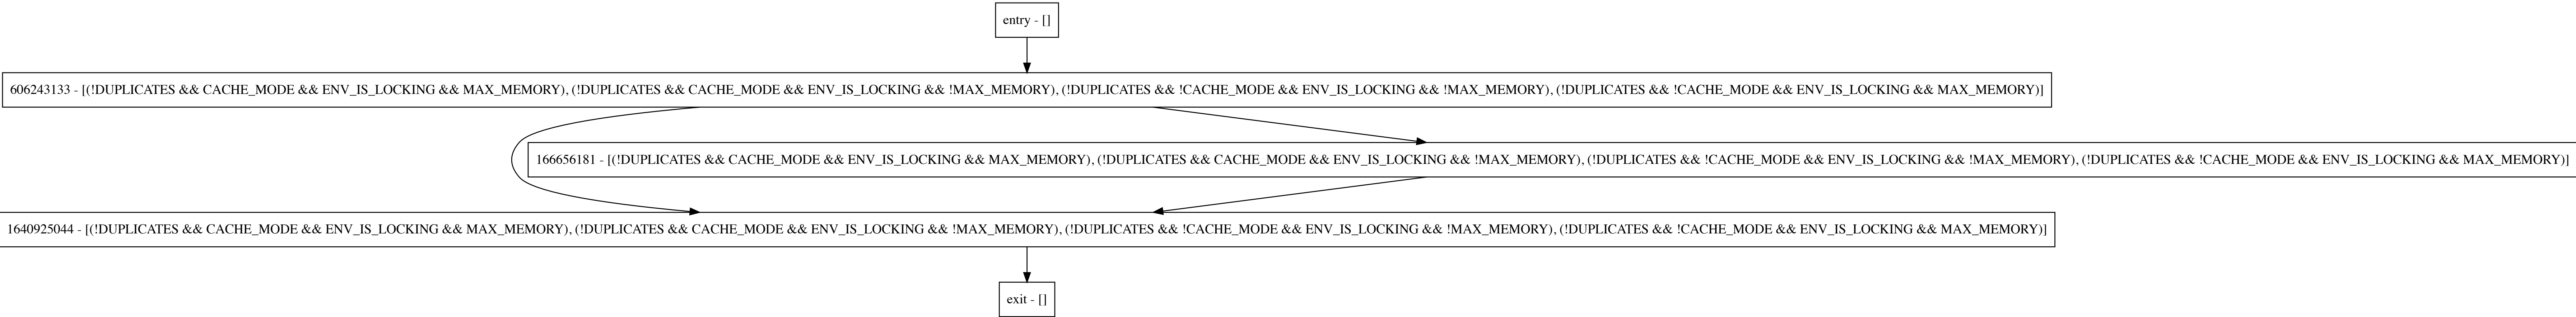 entry - []
606243133 - [(!DUPLICATES && CACHE_MODE && ENV_IS_LOCKING && MAX_MEMORY), (!DUPLICATES && CACHE_MODE && ENV_IS_LOCKING && !MAX_MEMORY), (!DUPLICATES && !CACHE_MODE && ENV_IS_LOCKING && !MAX_MEMORY), (!DUPLICATES && !CACHE_MODE && ENV_IS_LOCKING && MAX_MEMORY)]
166656181 - [(!DUPLICATES && CACHE_MODE && ENV_IS_LOCKING && MAX_MEMORY), (!DUPLICATES && CACHE_MODE && ENV_IS_LOCKING && !MAX_MEMORY), (!DUPLICATES && !CACHE_MODE && ENV_IS_LOCKING && !MAX_MEMORY), (!DUPLICATES && !CACHE_MODE && ENV_IS_LOCKING && MAX_MEMORY)]
1640925044 - [(!DUPLICATES && CACHE_MODE && ENV_IS_LOCKING && MAX_MEMORY), (!DUPLICATES && CACHE_MODE && ENV_IS_LOCKING && !MAX_MEMORY), (!DUPLICATES && !CACHE_MODE && ENV_IS_LOCKING && !MAX_MEMORY), (!DUPLICATES && !CACHE_MODE && ENV_IS_LOCKING && MAX_MEMORY)]
exit - []